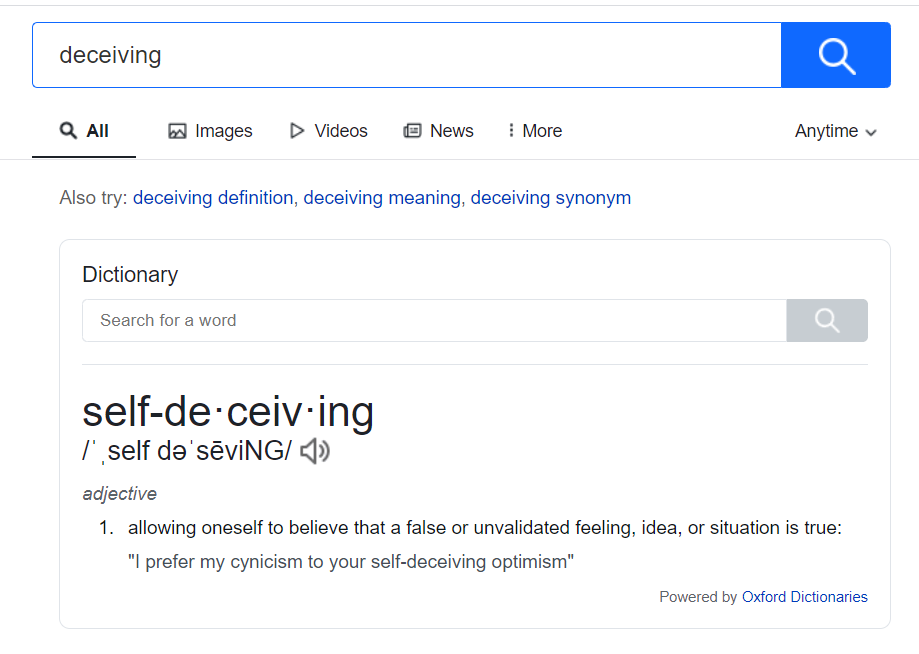 deceiving
All Images Videos News More Anytime
Also try: deceiving definition, deceiving meaning, deceiving synonym
Dictionary
Search for a word
self-de·ceiv·ing
/ˈˌself dəˈsēviNG/
adjective
1. allowing oneself to believe that a false or unvalidated feeling, idea, or situation is true:
"I prefer my cynicism to your self-deceiving optimism"
Powered by Oxford Dictionaries